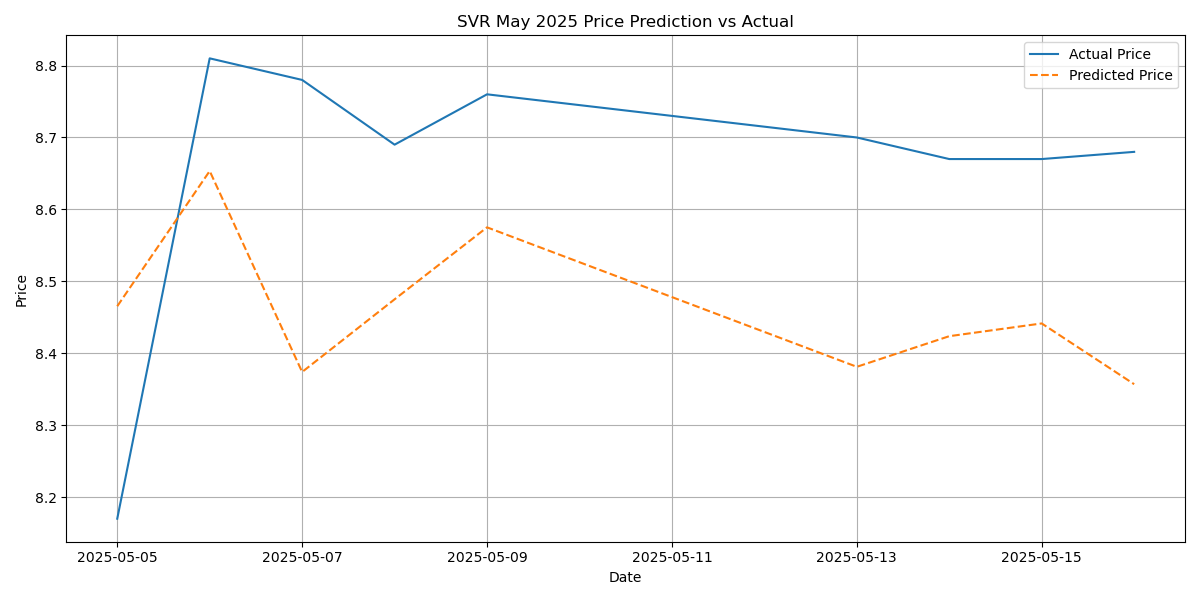 SVR May 2025 Price Prediction vs Actual
Actual Price
Predicted Price
Price
8.8
8.7
8.6
8.5
8.4
8.3
8.2
2025-05-05
2025-05-07
2025-05-09
2025-05-11
2025-05-13
2025-05-15
Date